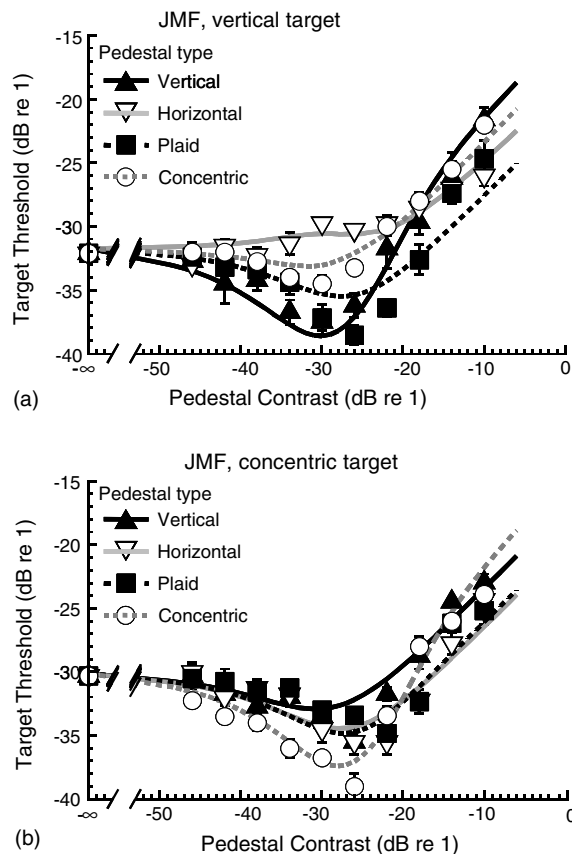 JMF, vertical target
-15
Pedestal type
Vertical
-20
Horizontal
Plaid
-25
Concentric
-30
-35
-40
Target Threshold (dB re 1)
-∞ -50 -40 -30 -20 -10 0
(a)
Pedestal Contrast (dB re 1)
JMF, concentric target
-15
Pedestal type
Vertical
-20
Horizontal
Plaid
-25
Concentric
-30
-35
-40
Target Threshold (dB re 1)
-∞ -50 -40 -30 -20 -10 0
(b)
Pedestal Contrast (dB re 1)